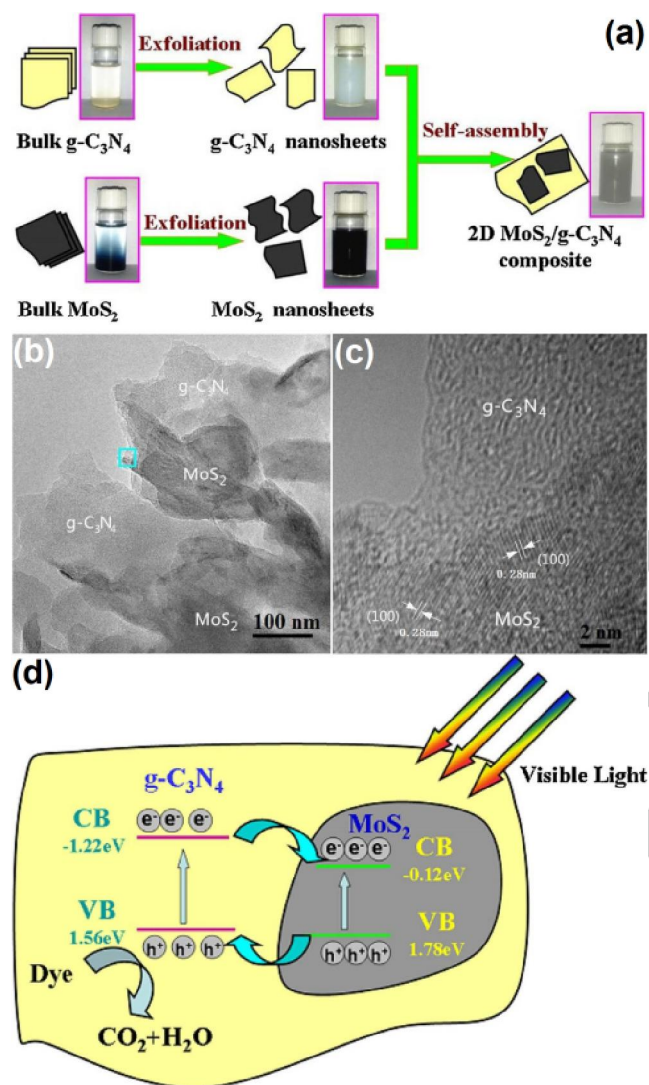 (a)
Exfoliation
Bulk g-C₃N₄
g-C₃N₄ nanosheets
Self-assembly
Exfoliation
2D MoS₂/g-C₃N₄
composite
Bulk MoS₂
MoS₂ nanosheets
(b)
g-C₃N₄
MoS₂
g-C₃N₄
MoS₂
100 nm
(c)
g-C₃N₄
(100)
0.28nm
(100)
0.28nm
MoS₂
2 nm
(d)
Visible Light
g-C₃N₄
MoS₂
CB
-1.22eV
e⁻ e⁻ e⁻
e⁻ e⁻ e⁻
CB
-0.12eV
VB
1.56eV
h⁺ h⁺ h⁺
h⁺ h⁺ h⁺
VB
1.78eV
Dye
CO₂+H₂O